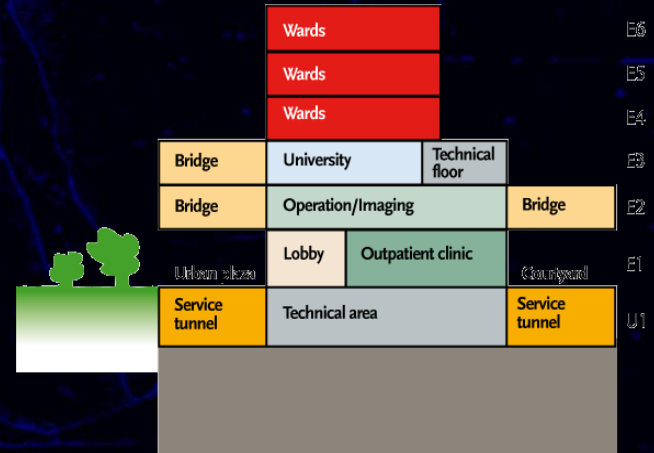 Wards E6
Wards E5
Wards E4
Bridge University Technical floor E3
Bridge Operation/Imaging Bridge E2
Lobby Outpatient clinic E1
Urban plaza Courtyard
Service tunnel Technical area Service tunnel U1